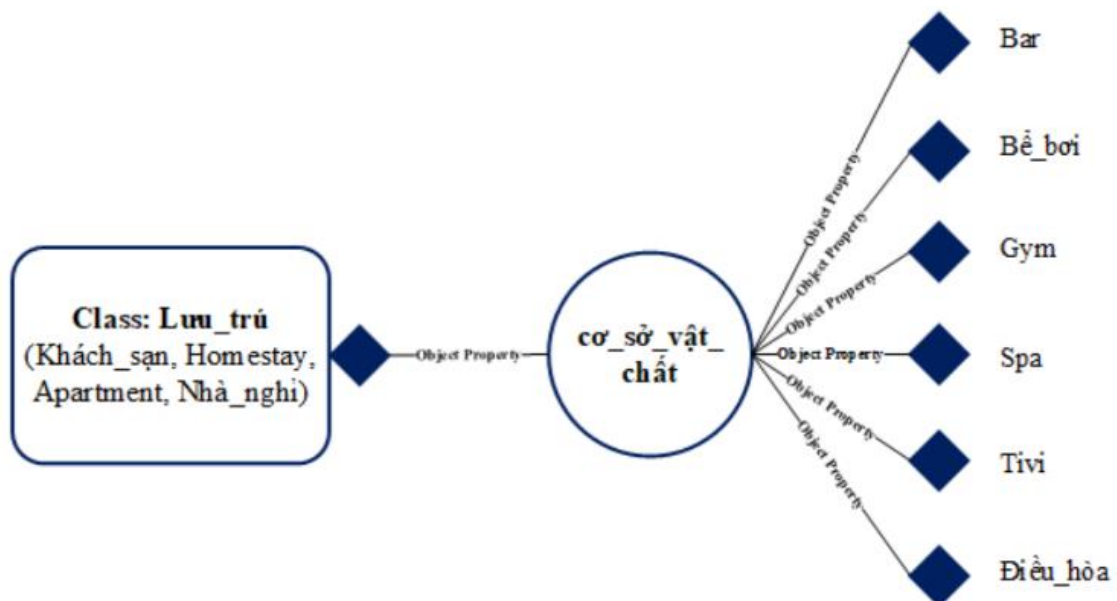 Class: Lưu_trú
(Khách_sạn, Homestay,
Apartment, Nhà_nghỉ)
Object Property
cơ_sở_vật_
chất
Object Property
Bar
Object Property
Bể_bơi
Object Property
Gym
Object Property
Spa
Object Property
Tivi
Object Property
Điều_hòa